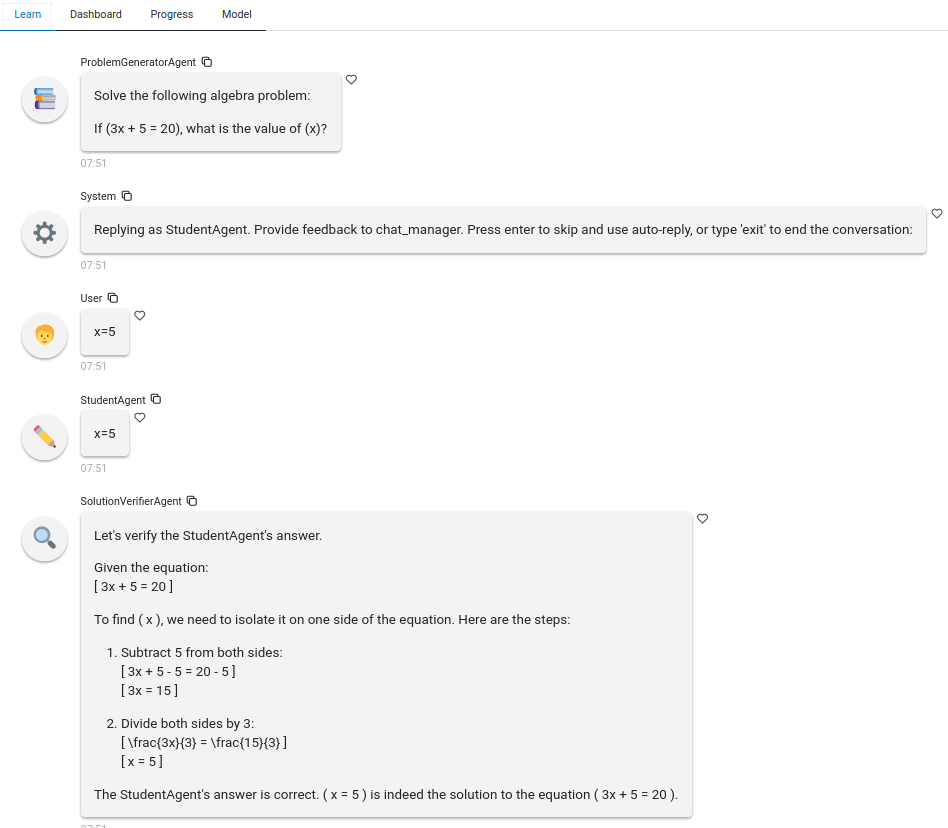 Learn Dashboard Progress Model
ProblemGeneratorAgent
Solve the following algebra problem:
If (3x + 5 = 20), what is the value of (x)?
07:51
System
Replying as StudentAgent. Provide feedback to chat_manager. Press enter to skip and use auto-reply, or type 'exit' to end the conversation:
07:51
User
x=5
07:51
StudentAgent
x=5
07:51
SolutionVerifierAgent
Let's verify the StudentAgent's answer.
Given the equation:
[ 3x + 5 = 20 ]
To find ( x ), we need to isolate it on one side of the equation. Here are the steps:
1. Subtract 5 from both sides:
[ 3x + 5 - 5 = 20 - 5 ]
[ 3x = 15 ]
2. Divide both sides by 3:
[ \frac{3x}{3} = \frac{15}{3} ]
[ x = 5 ]
The StudentAgent's answer is correct. ( x = 5 ) is indeed the solution to the equation ( 3x + 5 = 20 ).
07:51